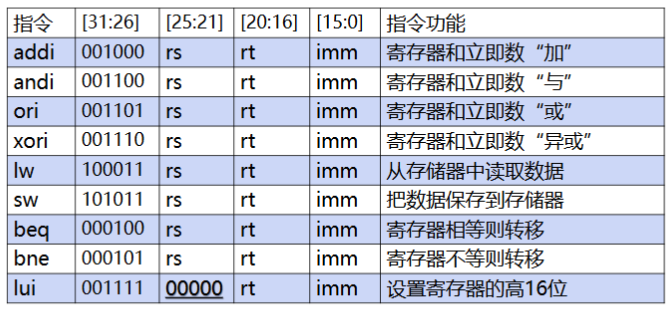 指令 [31:26] [25:21] [20:16] [15:0] 指令功能
addi 001000 rs rt imm 寄存器和立即数“加”
andi 001100 rs rt imm 寄存器和立即数“与”
ori 001101 rs rt imm 寄存器和立即数“或”
xori 001110 rs rt imm 寄存器和立即数“异或”
lw 100011 rs rt imm 从存储器中读取数据
sw 101011 rs rt imm 把数据保存到存储器
beq 000100 rs rt imm 寄存器相等则转移
bne 000101 rs rt imm 寄存器不等则转移
lui 001111 00000 rt imm 设置寄存器的高16位